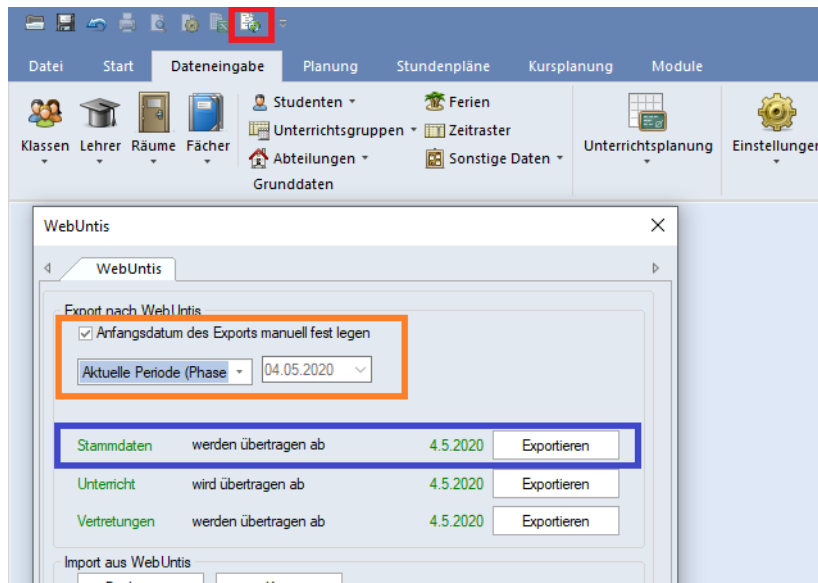 Datei Start Dateneingabe Planung Stundenpläne Kursplanung Module
Klassen Lehrer Räume Fächer
Studenten
Unterrichtsgruppen
Abteilungen
Ferien
Zeitraster
Sonstige Daten
Grunddaten
Unterrichtsplanung
Einstellungen
WebUntis
WebUntis
Export nach WebUntis
Anfangsdatum des Exports manuell fest legen
Aktuelle Periode (Phase 04.05.2020
Stammdaten werden übertragen ab 4.5.2020 Exportieren
Unterricht wird übertragen ab 4.5.2020 Exportieren
Vertretungen werden übertragen ab 4.5.2020 Exportieren
Import aus WebUntis